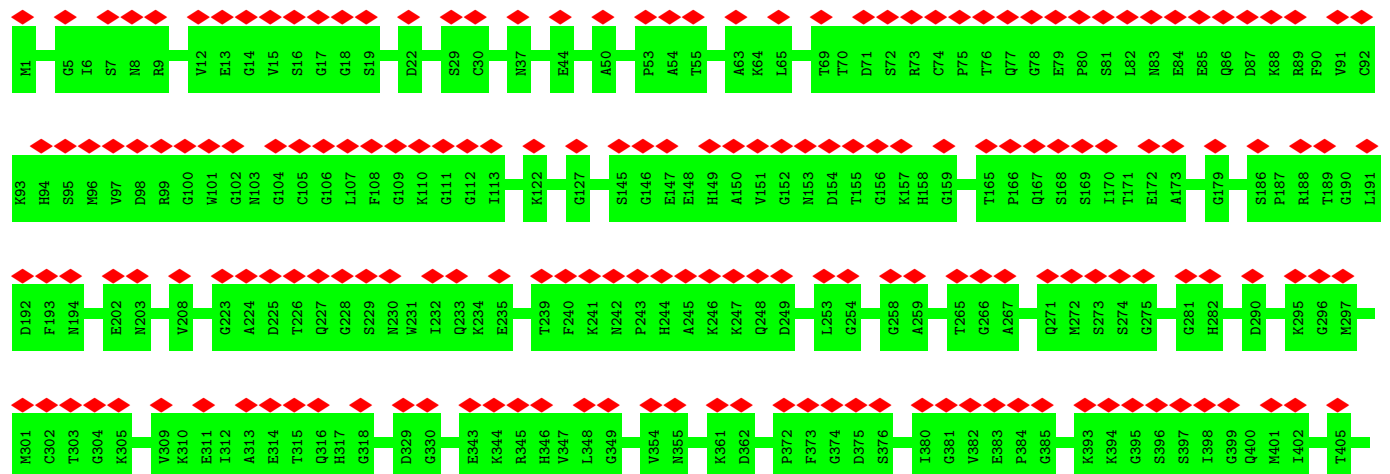 M1 G5 I6 S7 N8 R9 V12 E13 G14 V15 S16 G17 G18 S19 D22 S29 C30 N37 E44 A50 P53 A54 T55 A63 K64 L65 T69 T70 D71 S72 R73 C74 P75 T76 Q77 G78 E79 P80 S81 L82 N83 E84 E85 Q86 D87 K88 R89 F90 V91 C92
K93 H94 S95 M96 V97 D98 R99 G100 W101 G102 N103 G104 C105 G106 L107 F108 G109 K110 G111 G112 I113 K122 G127 S145 G146 E147 E148 H149 A150 V151 G152 N153 D154 T155 G156 K157 H158 G159 T165 P166 Q167 S168 S169 I170 T171 E172 A173 G179 S186 P187 R188 T189 G190 L191
D192 F193 N194 E202 N203 V208 G223 A224 D225 T226 Q227 G228 S229 N230 W231 I232 Q233 K234 E235 T239 F240 K241 N242 P243 H244 A245 K246 K247 Q248 D249 L253 G254 G258 A259 T265 G266 A267 Q271 M272 S273 S274 G275 G281 H282 D290 K295 G296 M297
M301 C302 T303 G304 K305 V309 K310 E311 I312 A313 E314 T315 Q316 H317 G318 D329 G330 E343 K344 R345 H346 V347 L348 G349 V354 N355 K361 D362 P372 F373 G374 D375 S376 I380 G381 V382 E383 P384 G385 K393 K394 G395 S396 S397 I398 G399 Q400 M401 I402 T405